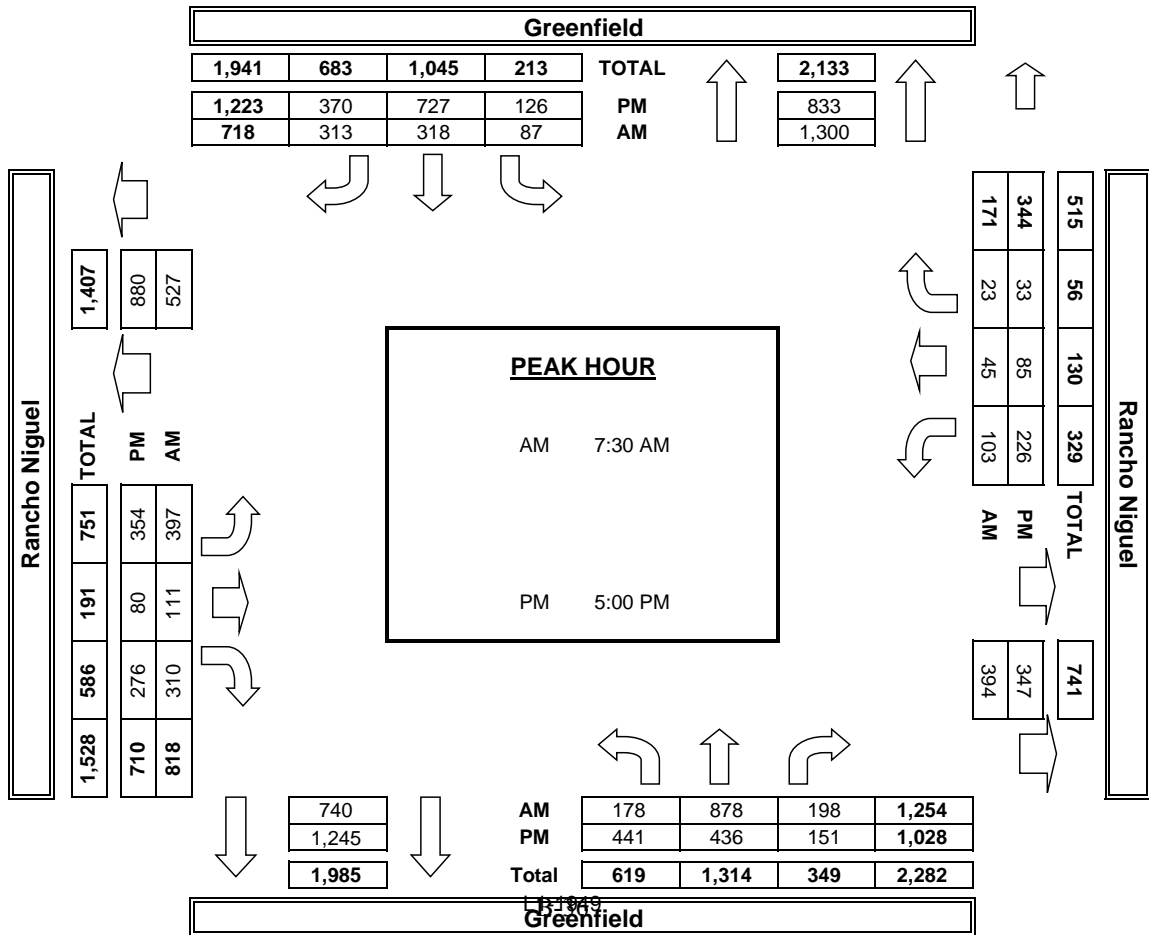 Greenfield
1,941 683 1,045 213 TOTAL 2,133
1,223 370 727 126 PM 833
718 313 318 87 AM 1,300
Rancho Niguel
1,407
880
527
TOTAL
PM
AM
751 191 586 1,528
354 80 276 710
397 111 310 818
PEAK HOUR
AM 7:30 AM
PM 5:00 PM
515 56 130 329 TOTAL
344 33 85 226 PM
171 23 45 103 AM
741
347
394
Rancho Niguel
740 AM 178 878 198 1,254
1,245 PM 441 436 151 1,028
1,985 Total 619 1,314 349 2,282
Greenfield